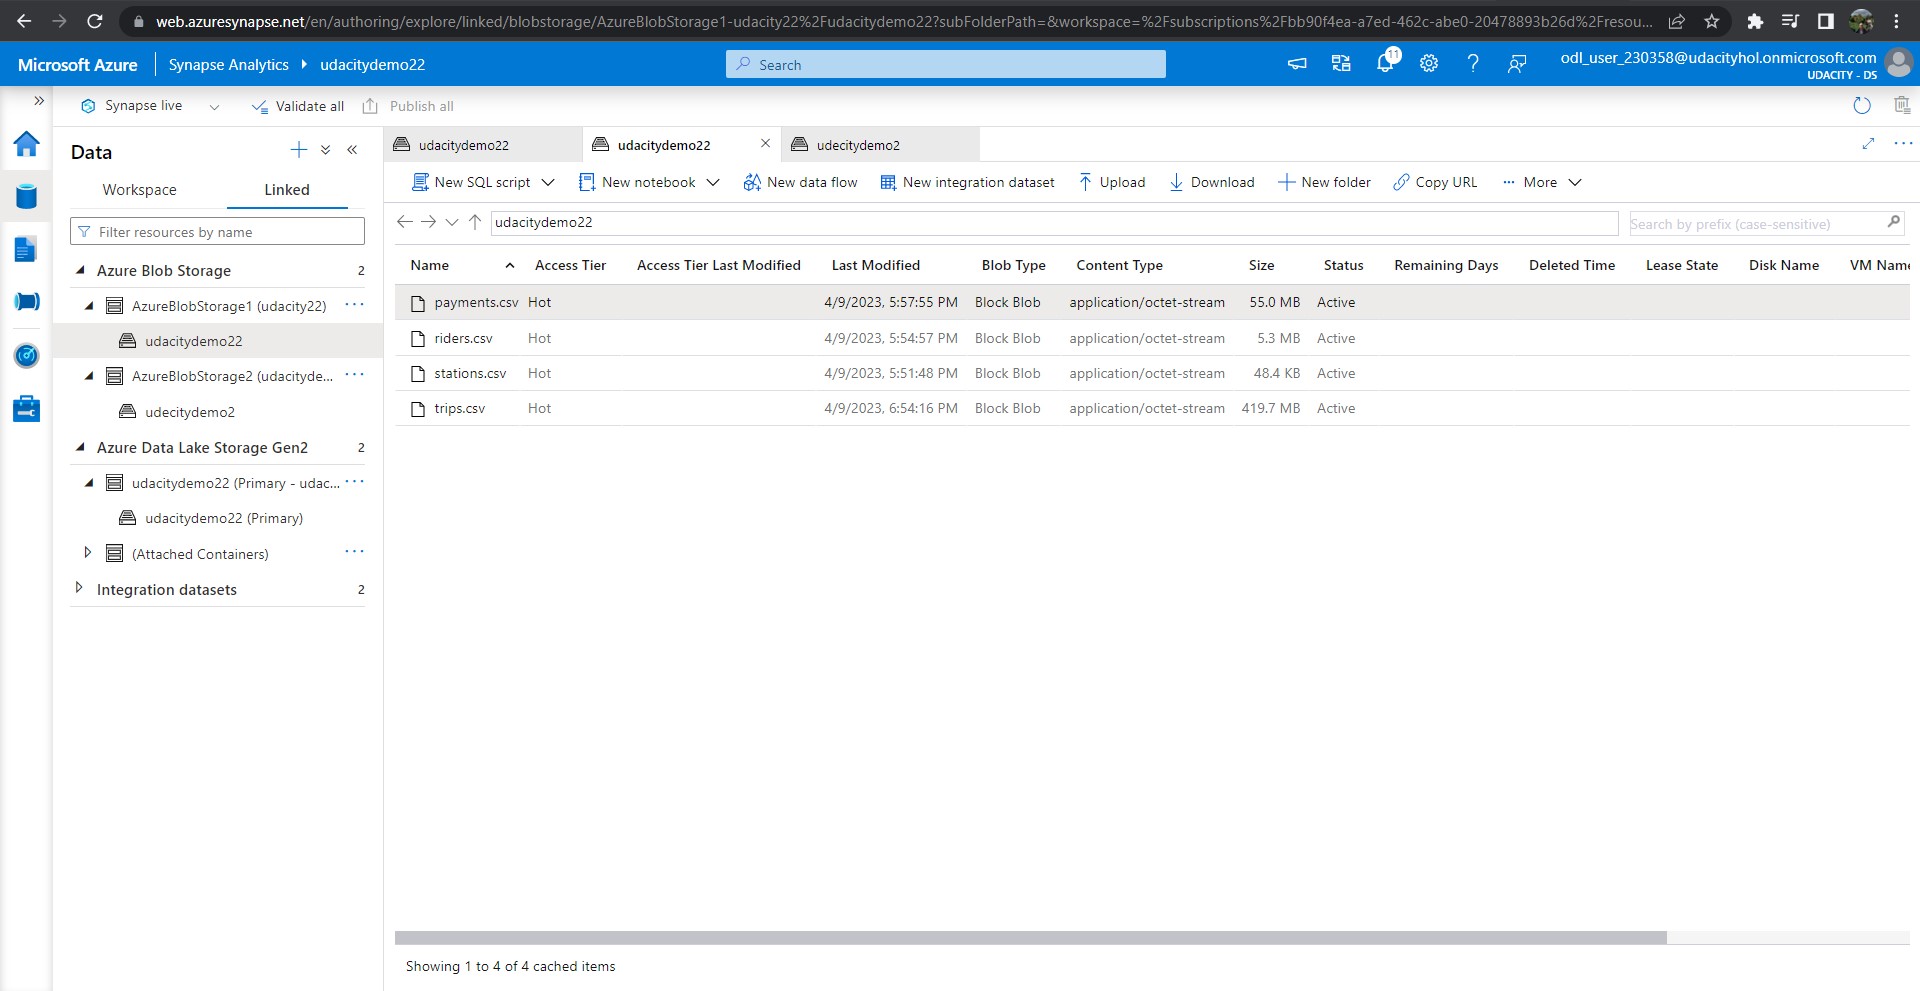 web.azuresynapse.net/en/authoring/explore/linked/blobstorage/AzureBlobStorage1-udacity22%2Fudacitydemo22?subFolderPath=&workspace=%2Fsubscriptions%2Fbb90f4ea-a7ed-462c-abe0-20478893b26d%2Fresou...
Microsoft Azure Synapse Analytics udacitydemo22 Search 11 odl_user_230358@udacityhol.onmicrosoft.com
UDACITY - DS
Synapse live Validate all Publish all
Data
Workspace Linked
Filter resources by name
Azure Blob Storage 2
AzureBlobStorage1 (udacity22) ...
udacitydemo22
AzureBlobStorage2 (udacityde... ...
udecitydemo2
Azure Data Lake Storage Gen2 2
udacitydemo22 (Primary - udac... ...
udacitydemo22 (Primary)
(Attached Containers) ...
Integration datasets 2
udacitydemo22 udacitydemo22 udecitydemo2 ...
New SQL script New notebook New data flow New integration dataset Upload Download New folder Copy URL ... More
udacitydemo22 Search by prefix (case-sensitive)
Name Access Tier Access Tier Last Modified Last Modified Blob Type Content Type Size Status Remaining Days Deleted Time Lease State Disk Name VM Name
payments.csv Hot 4/9/2023, 5:57:55 PM Block Blob application/octet-stream 55.0 MB Active
riders.csv Hot 4/9/2023, 5:54:57 PM Block Blob application/octet-stream 5.3 MB Active
stations.csv Hot 4/9/2023, 5:51:48 PM Block Blob application/octet-stream 48.4 KB Active
trips.csv Hot 4/9/2023, 6:54:16 PM Block Blob application/octet-stream 419.7 MB Active
Showing 1 to 4 of 4 cached items